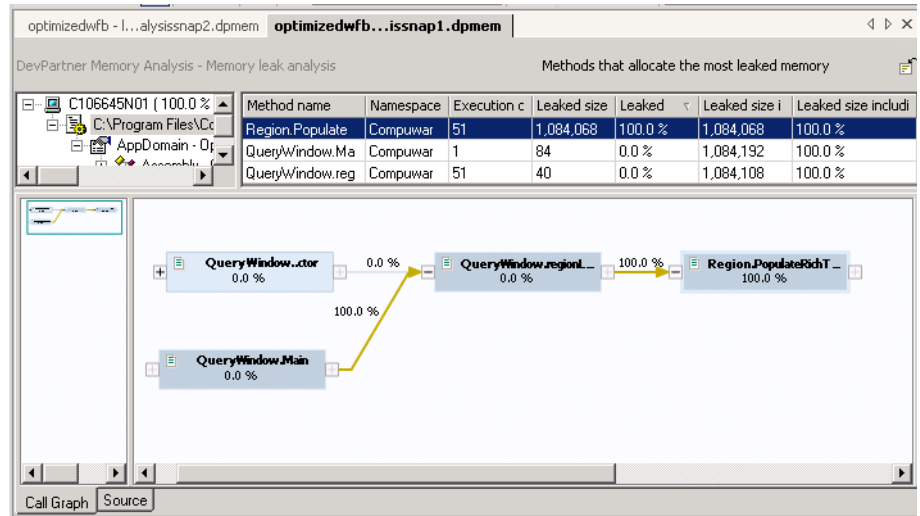 optimizedwfb - l...alysissnap2.dpmem optimizedwfb...issnap1.dpmem
DevPartner Memory Analysis - Memory leak analysis Methods that allocate the most leaked memory
C106645N01 ( 100.0 %
C:\Program Files\Co
AppDomain - Op
Method name Namespace Execution c Leaked size Leaked Leaked size i Leaked size includi
Region.Populate Compuwar 51 1,084,068 100.0 % 1,084,068 100.0 %
QueryWindow.Ma Compuwar 1 84 0.0 % 1,084,192 100.0 %
QueryWindow.reg Compuwar 51 40 0.0 % 1,084,108 100.0 %
QueryWindow..ctor
0.0 %
0.0 %
QueryWindow.regionL...
0.0 %
100.0 %
Region.PopulateRichT...
100.0 %
100.0 %
QueryWindow.Main
0.0 %
Call Graph Source